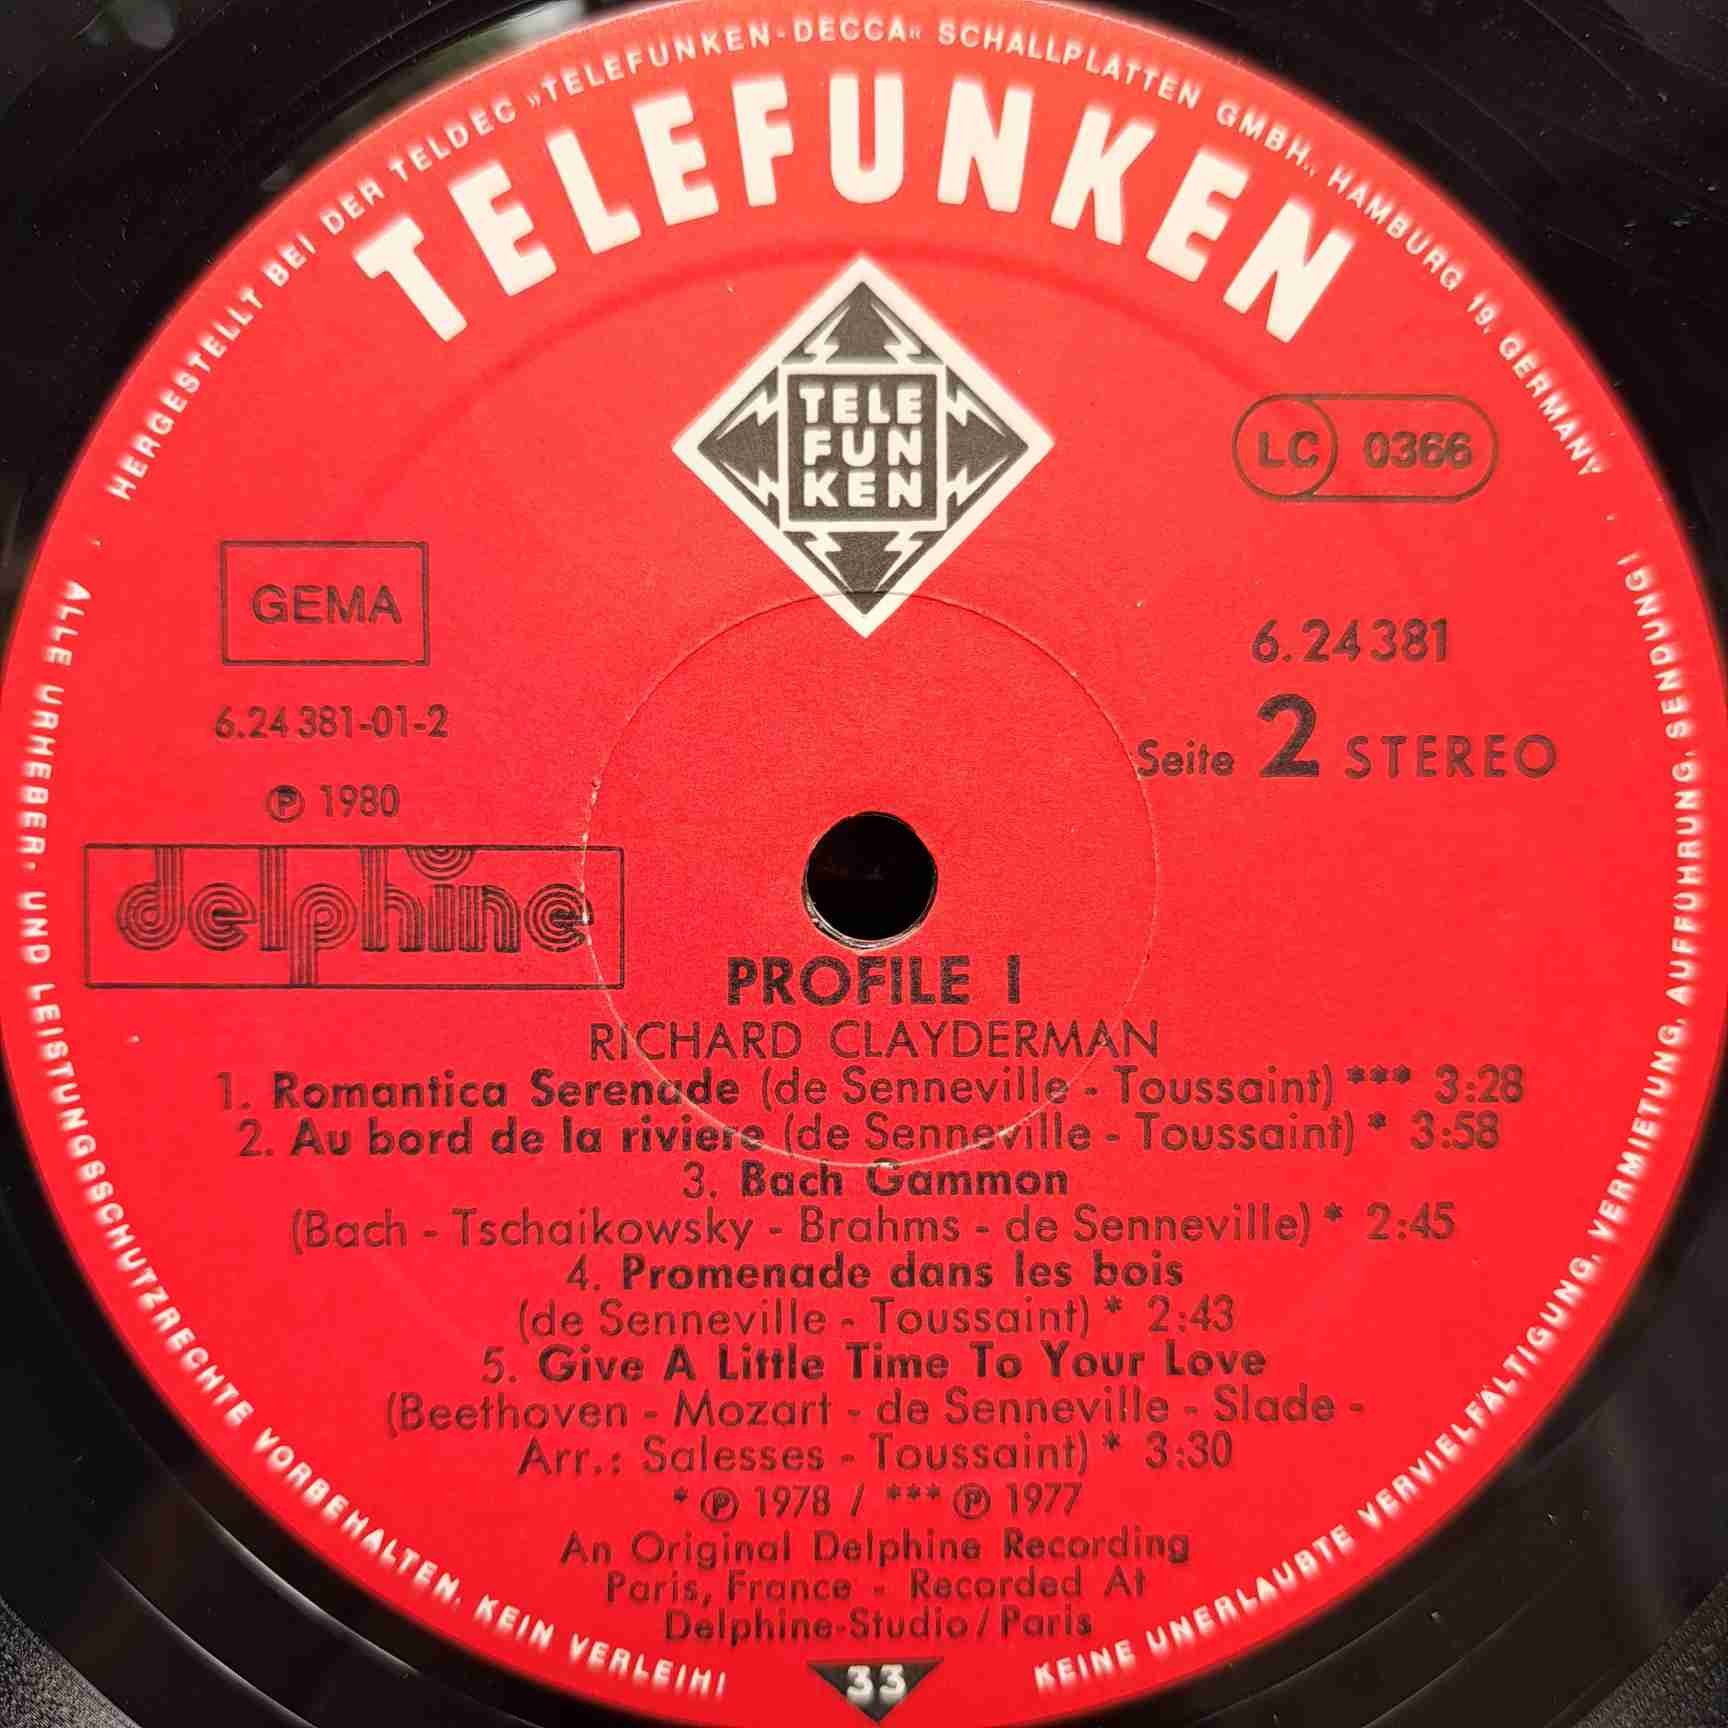 HERGESTELLT BEI DER TELDEC »TELEFUNKEN-DECCA« SCHALLPLATTEN GMBH., HAMBURG 19, GERMANY
TELEFUNKEN
TELE
FUN
KEN
LC 0366
GEMA
6.24381
6.24381-01-2
Seite 2 STEREO
℗ 1980
delphine
PROFILE I
RICHARD CLAYDERMAN
1. Romantica Serenade (de Senneville - Toussaint) *** 3:28
2. Au bord de la riviere (de Senneville - Toussaint) * 3:58
3. Bach Gammon
(Bach - Tschaikowsky - Brahms - de Senneville) * 2:45
4. Promenade dans les bois
(de Senneville - Toussaint) * 2:43
5. Give A Little Time To Your Love
(Beethoven - Mozart - de Senneville - Slade -
Arr.: Salesses - Toussaint) * 3:30
* ℗ 1978 / *** ℗ 1977
An Original Delphine Recording
Paris, France - Recorded At
Delphine-Studio / Paris
33
ALLE URHEBER- UND LEISTUNGSSCHUTZRECHTE VORBEHALTEN, KEIN VERLEIH!
KEINE UNERLAUBTE VERVIELFÄLTIGUNG, VERMIETUNG, AUFFÜHRUNG, SENDUNG!